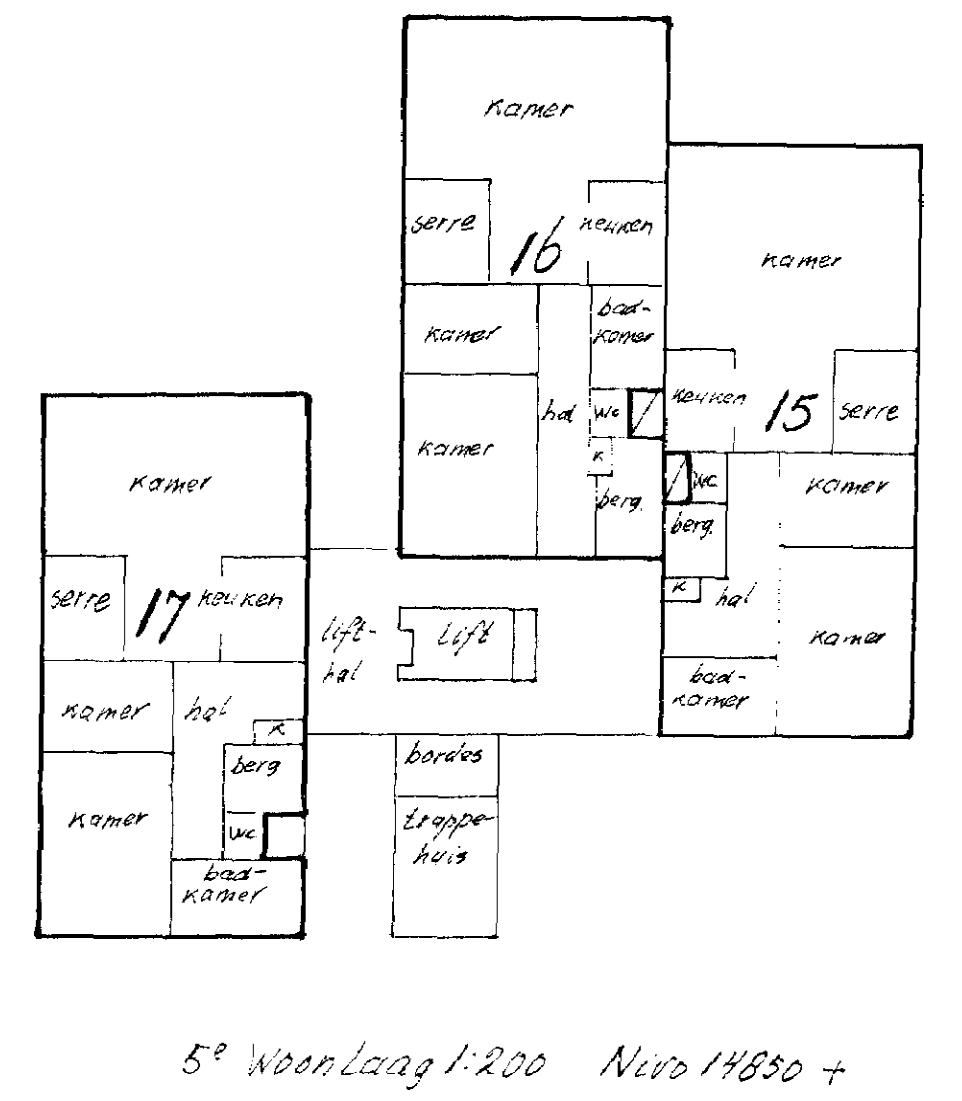 kamer
serre
keuken
16
kamer
bad-
kamer
kamer
hal
wc
K
berg.
kamer
keuken
15
serre
wc
kamer
berg.
K
hal
kamer
bad-
kamer
kamer
serre
17
keuken
kamer
hal
K
berg
kamer
wc
bad-
kamer
lift-
hal
lift
bordes
trappe-
huis
5e Woonlaag 1:200 Nivo 14850 +